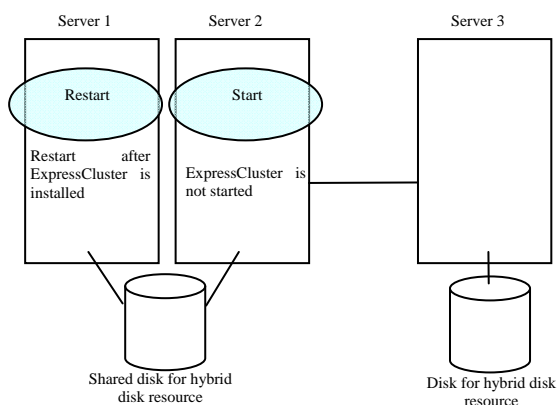 Server 1
Server 2
Server 3
Restart
Start
Restart after
ExpressCluster is
installed
ExpressCluster is
not started
Shared disk for hybrid
disk resource
Disk for hybrid disk
resource